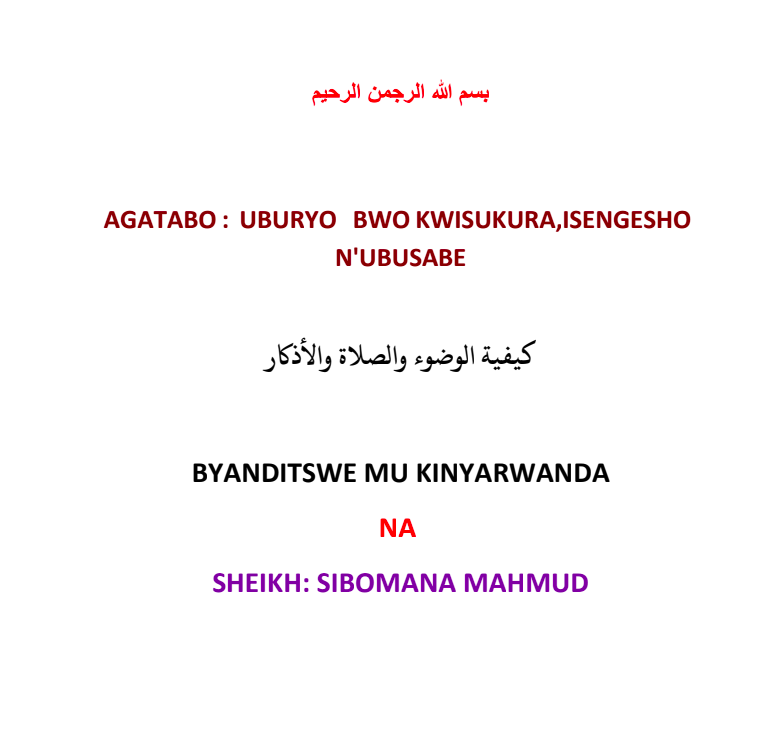 بسم الله الرجمن الرحيم
AGATABO : UBURYO BWO KWISUKURA,ISENGESHO
N'UBUSABE
كيفية الوضوء والصلاة والأذكار
BYANDITSWE MU KINYARWANDA
NA
SHEIKH: SIBOMANA MAHMUD